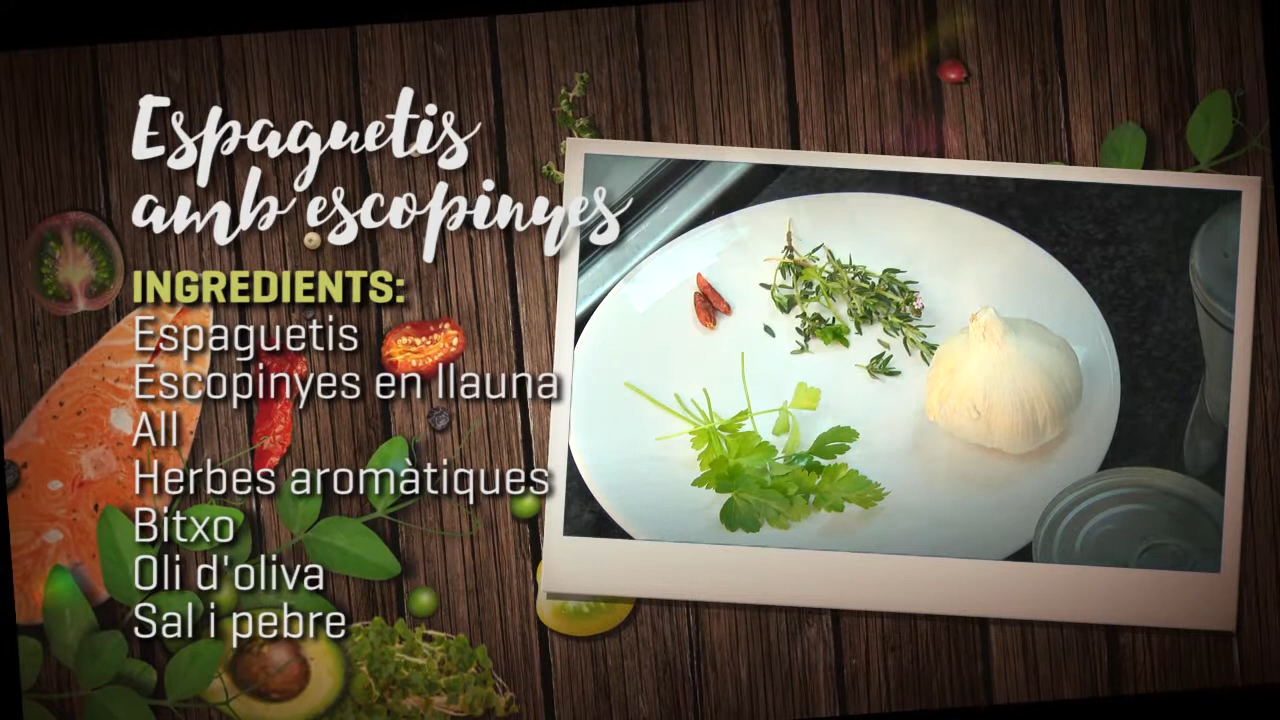 Espaguetis
amb escopinyes
INGREDIENTS:
Espaguetis
Escopinyes en llauna
All
Herbes aromàtiques
Bitxo
Oli d'oliva
Sal i pebre